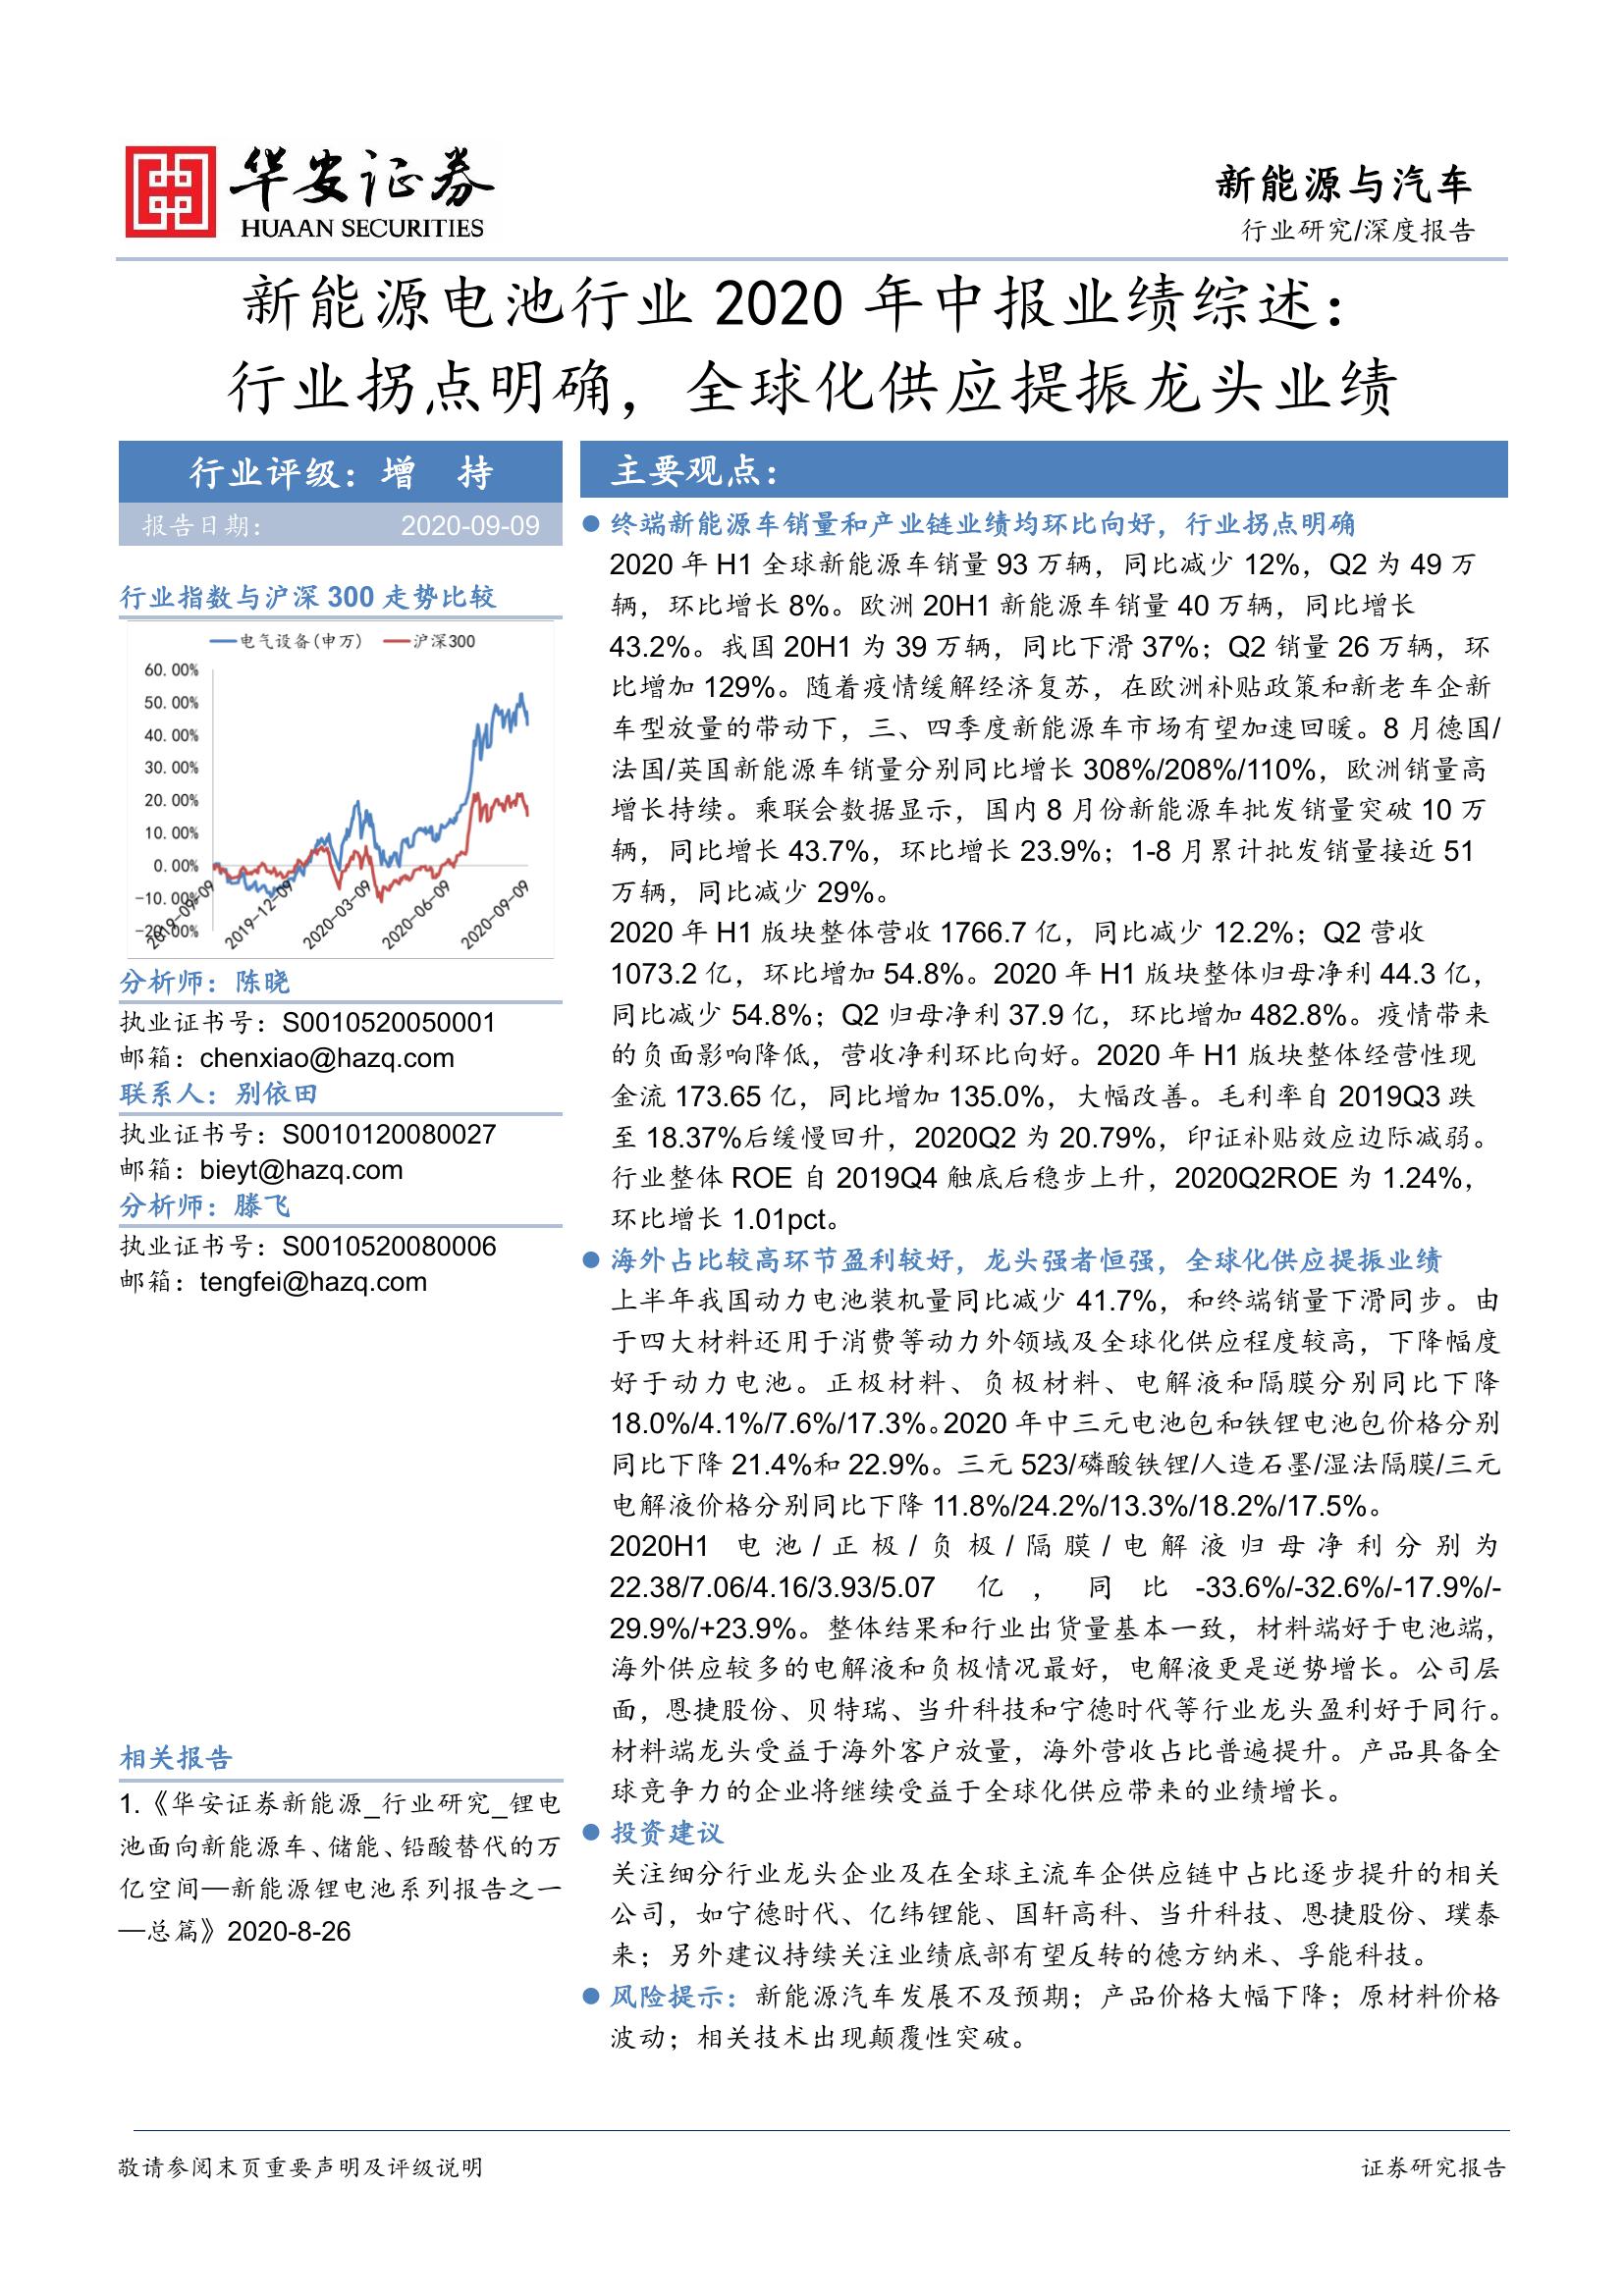 华安证券
HUAAN SECURITIES
新能源与汽车
行业研究/深度报告
新能源电池行业 2020 年中报业绩综述：
行业拐点明确，全球化供应提振龙头业绩
行业评级：增 持
报告日期： 2020-09-09
行业指数与沪深 300 走势比较
电气设备(申万) 沪深300
60.00%
50.00%
40.00%
30.00%
20.00%
10.00%
0.00%
-10.00%
-20.00%
2019-09-09
2019-12-09
2020-03-09
2020-06-09
2020-09-09
分析师：陈晓
执业证书号：S0010520050001
邮箱：chenxiao@hazq.com
联系人：别依田
执业证书号：S0010120080027
邮箱：bieyt@hazq.com
分析师：滕飞
执业证书号：S0010520080006
邮箱：tengfei@hazq.com
相关报告
1.《华安证券新能源_行业研究_锂电
池面向新能源车、储能、铅酸替代的万
亿空间—新能源锂电池系列报告之一
—总篇》2020-8-26
主要观点：
终端新能源车销量和产业链业绩均环比向好，行业拐点明确
2020 年 H1 全球新能源车销量 93 万辆，同比减少 12%，Q2 为 49 万
辆，环比增长 8%。欧洲 20H1 新能源车销量 40 万辆，同比增长
43.2%。我国 20H1 为 39 万辆，同比下滑 37%；Q2 销量 26 万辆，环
比增加 129%。随着疫情缓解经济复苏，在欧洲补贴政策和新老车企新
车型放量的带动下，三、四季度新能源车市场有望加速回暖。8 月德国/
法国/英国新能源车销量分别同比增长 308%/208%/110%，欧洲销量高
增长持续。乘联会数据显示，国内 8 月份新能源车批发销量突破 10 万
辆，同比增长 43.7%，环比增长 23.9%；1-8 月累计批发销量接近 51
万辆，同比减少 29%。
2020 年 H1 版块整体营收 1766.7 亿，同比减少 12.2%；Q2 营收
1073.2 亿，环比增加 54.8%。2020 年 H1 版块整体归母净利 44.3 亿，
同比减少 54.8%；Q2 归母净利 37.9 亿，环比增加 482.8%。疫情带来
的负面影响降低，营收净利环比向好。2020 年 H1 版块整体经营性现
金流 173.65 亿，同比增加 135.0%，大幅改善。毛利率自 2019Q3 跌
至 18.37%后缓慢回升，2020Q2 为 20.79%，印证补贴效应边际减弱。
行业整体 ROE 自 2019Q4 触底后稳步上升，2020Q2ROE 为 1.24%，
环比增长 1.01pct。
海外占比较高环节盈利较好，龙头强者恒强，全球化供应提振业绩
上半年我国动力电池装机量同比减少 41.7%，和终端销量下滑同步。由
于四大材料还用于消费等动力外领域及全球化供应程度较高，下降幅度
好于动力电池。正极材料、负极材料、电解液和隔膜分别同比下降
18.0%/4.1%/7.6%/17.3%。2020 年中三元电池包和铁锂电池包价格分别
同比下降 21.4%和 22.9%。三元 523/磷酸铁锂/人造石墨/湿法隔膜/三元
电解液价格分别同比下降 11.8%/24.2%/13.3%/18.2%/17.5%。
2020H1 电池/正极/负极/隔膜/电解液归母净利分别为
22.38/7.06/4.16/3.93/5.07 亿，同比-33.6%/-32.6%/-17.9%/-
29.9%/+23.9%。整体结果和行业出货量基本一致，材料端好于电池端，
海外供应较多的电解液和负极情况最好，电解液更是逆势增长。公司层
面，恩捷股份、贝特瑞、当升科技和宁德时代等行业龙头盈利好于同行。
材料端龙头受益于海外客户放量，海外营收占比普遍提升。产品具备全
球竞争力的企业将继续受益于全球化供应带来的业绩增长。
投资建议
关注细分行业龙头企业及在全球主流车企供应链中占比逐步提升的相关
公司，如宁德时代、亿纬锂能、国轩高科、当升科技、恩捷股份、璞泰
来；另外建议持续关注业绩底部有望反转的德方纳米、孚能科技。
风险提示：新能源汽车发展不及预期；产品价格大幅下降；原材料价格
波动；相关技术出现颠覆性突破。
敬请参阅末页重要声明及评级说明
证券研究报告